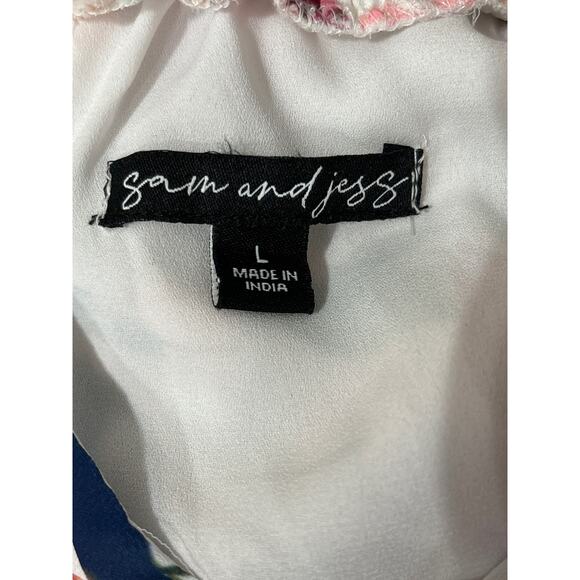 sam and jess
L
MADE IN
INDIA